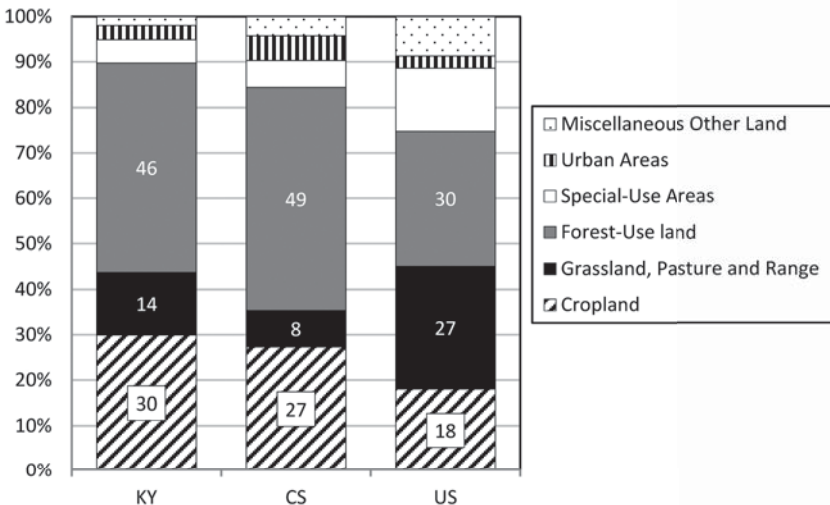 100%
90%
80%
70%
60%
50%
40%
30%
20%
10%
0%
46
14
30
49
8
27
30
27
18
KY CS US
Miscellaneous Other Land
Urban Areas
Special-Use Areas
Forest-Use land
Grassland, Pasture and Range
Cropland